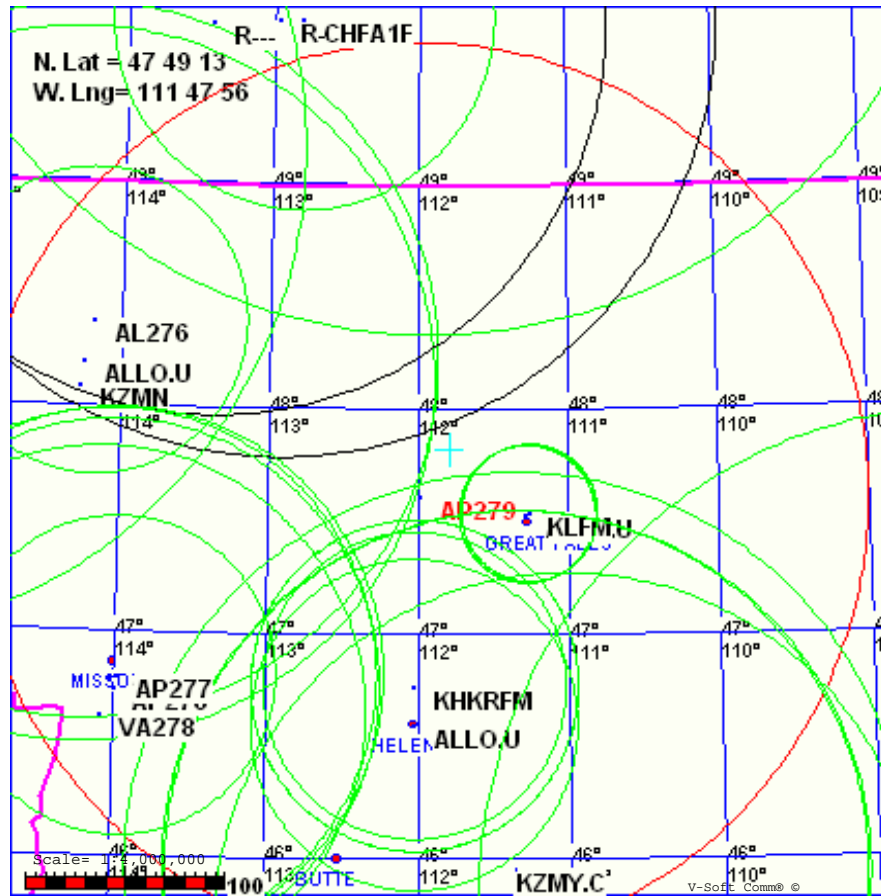 R--- R-CHFA1F
N. Lat = 47 49 13
W. Lng= 111 47 56
49° 49° 49° 49° 49° 49°
114° 113° 112° 111° 110°
AL276
ALLO.U
KZMN
48° 48° 48° 48°
114° 113° 112° 111° 110°
AP279
KLFM.U
GREAT
47° 47° 47° 47° 47°
114° 113° 112° 111° 110°
AP277
VA278
KHKRFM
ALLO.U
HELEN
46° 46° 46° 46°
113° 112° 111° 110°
Scale= 1:4,000,000
100
BUTTE
KZMY.C
V-Soft Comm® ©